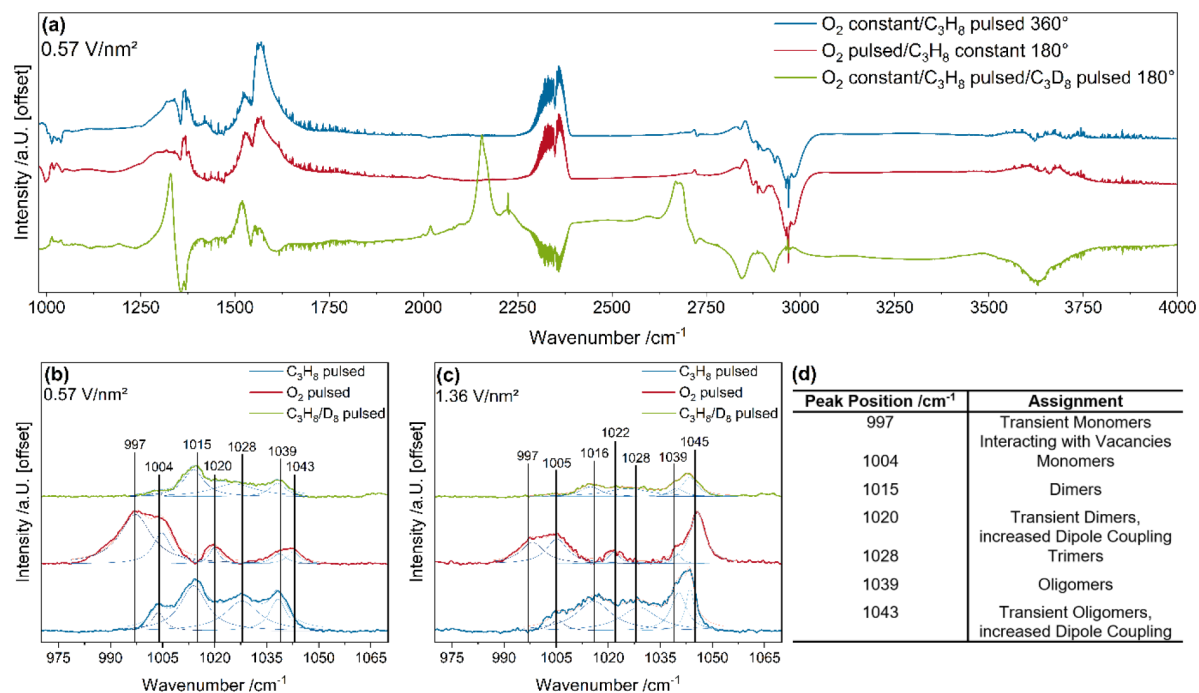 (a)
0.57 V/nm²
O₂ constant/C₃H₈ pulsed 360°
O₂ pulsed/C₃H₈ constant 180°
O₂ constant/C₃H₈ pulsed/C₃D₈ pulsed 180°
Intensity /a.U. [offset]
1000 1250 1500 1750 2000 2250 2500 2750 3000 3250 3500 3750 4000
Wavenumber /cm⁻¹
(b)
0.57 V/nm²
C₃H₈ pulsed
O₂ pulsed
C₃H₈/D₈ pulsed
997 1015 1028 1039
1004 1020 1043
Intensity /a.U. [offset]
975 990 1005 1020 1035 1050 1065
Wavenumber /cm⁻¹
(c)
1.36 V/nm²
C₃H₈ pulsed
O₂ pulsed
C₃H₈/D₈ pulsed
1022 1045
997 1016 1039
1005 1028
Intensity /a.U. [offset]
975 990 1005 1020 1035 1050 1065
Wavenumber /cm⁻¹
(d)
Peak Position /cm⁻¹ Assignment
997 Transient Monomers
Interacting with Vacancies
1004 Monomers
1015 Dimers
1020 Transient Dimers,
increased Dipole Coupling
1028 Trimers
1039 Oligomers
1043 Transient Oligomers,
increased Dipole Coupling